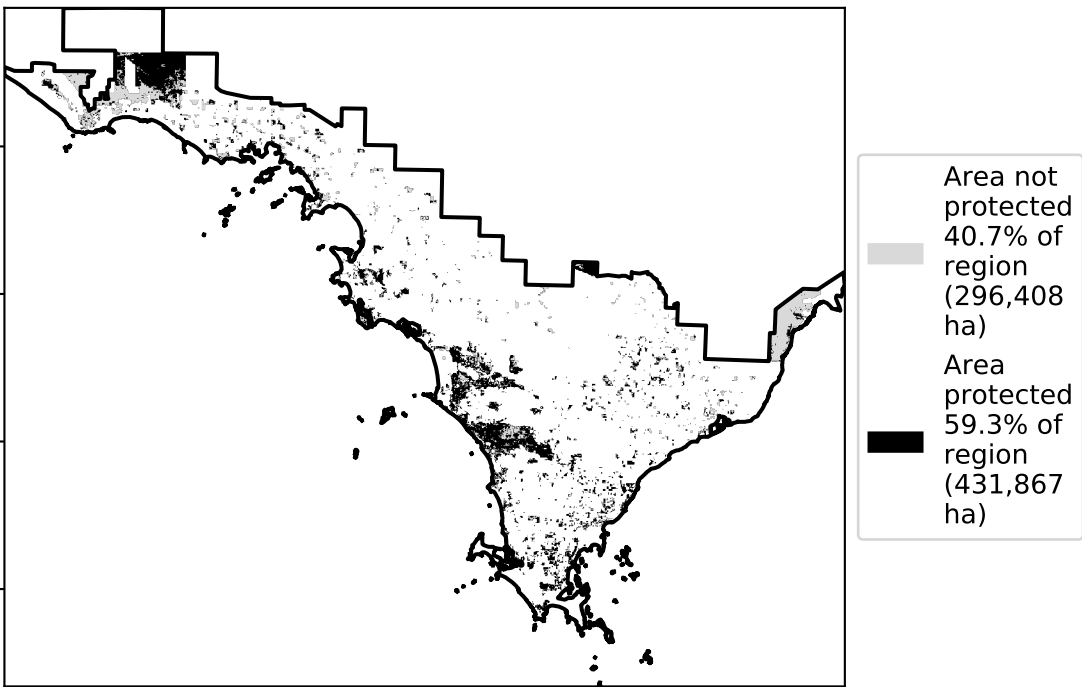 Area not
protected
40.7% of
region
(296,408
ha)
Area
protected
59.3% of
region
(431,867
ha)